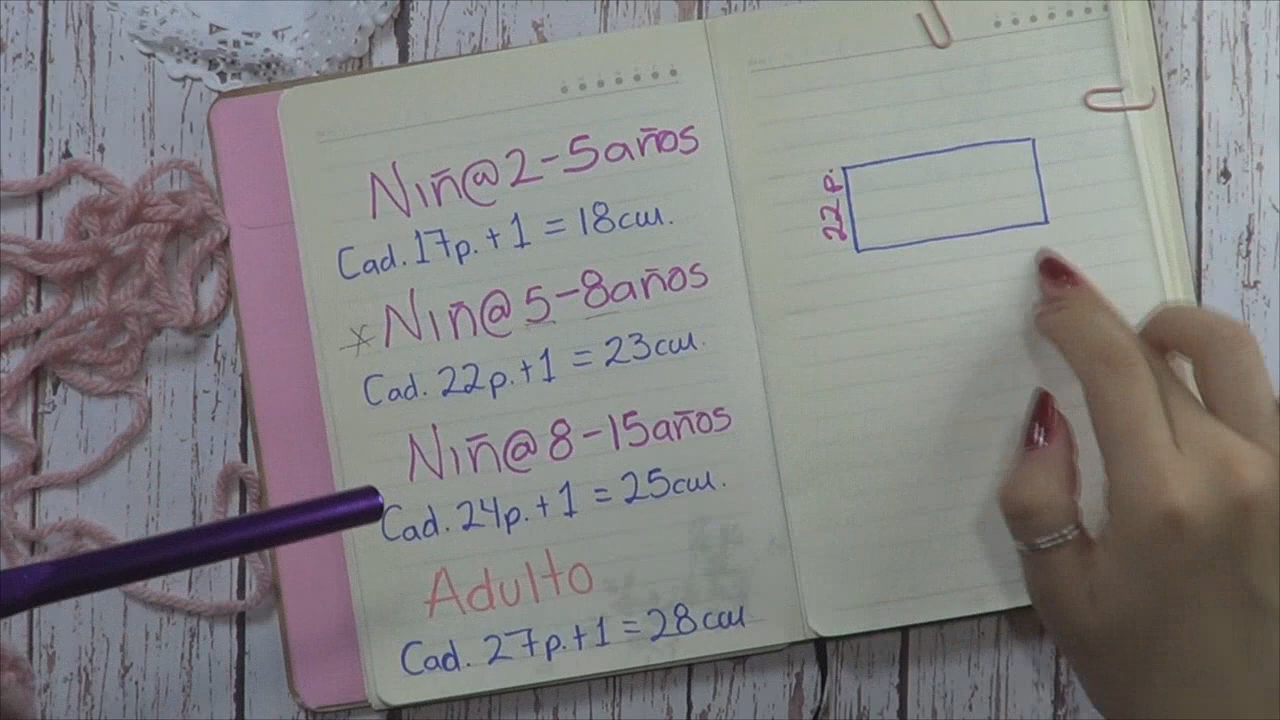 Niñ@ 2-5años
Cad. 17p. + 1 = 18cm.
Niñ@ 5-8años
Cad. 22p. + 1 = 23cm.
Niñ@ 8-15años
Cad. 24p. + 1 = 25cm.
Adulto
Cad. 27p. + 1 = 28cm
22 p.